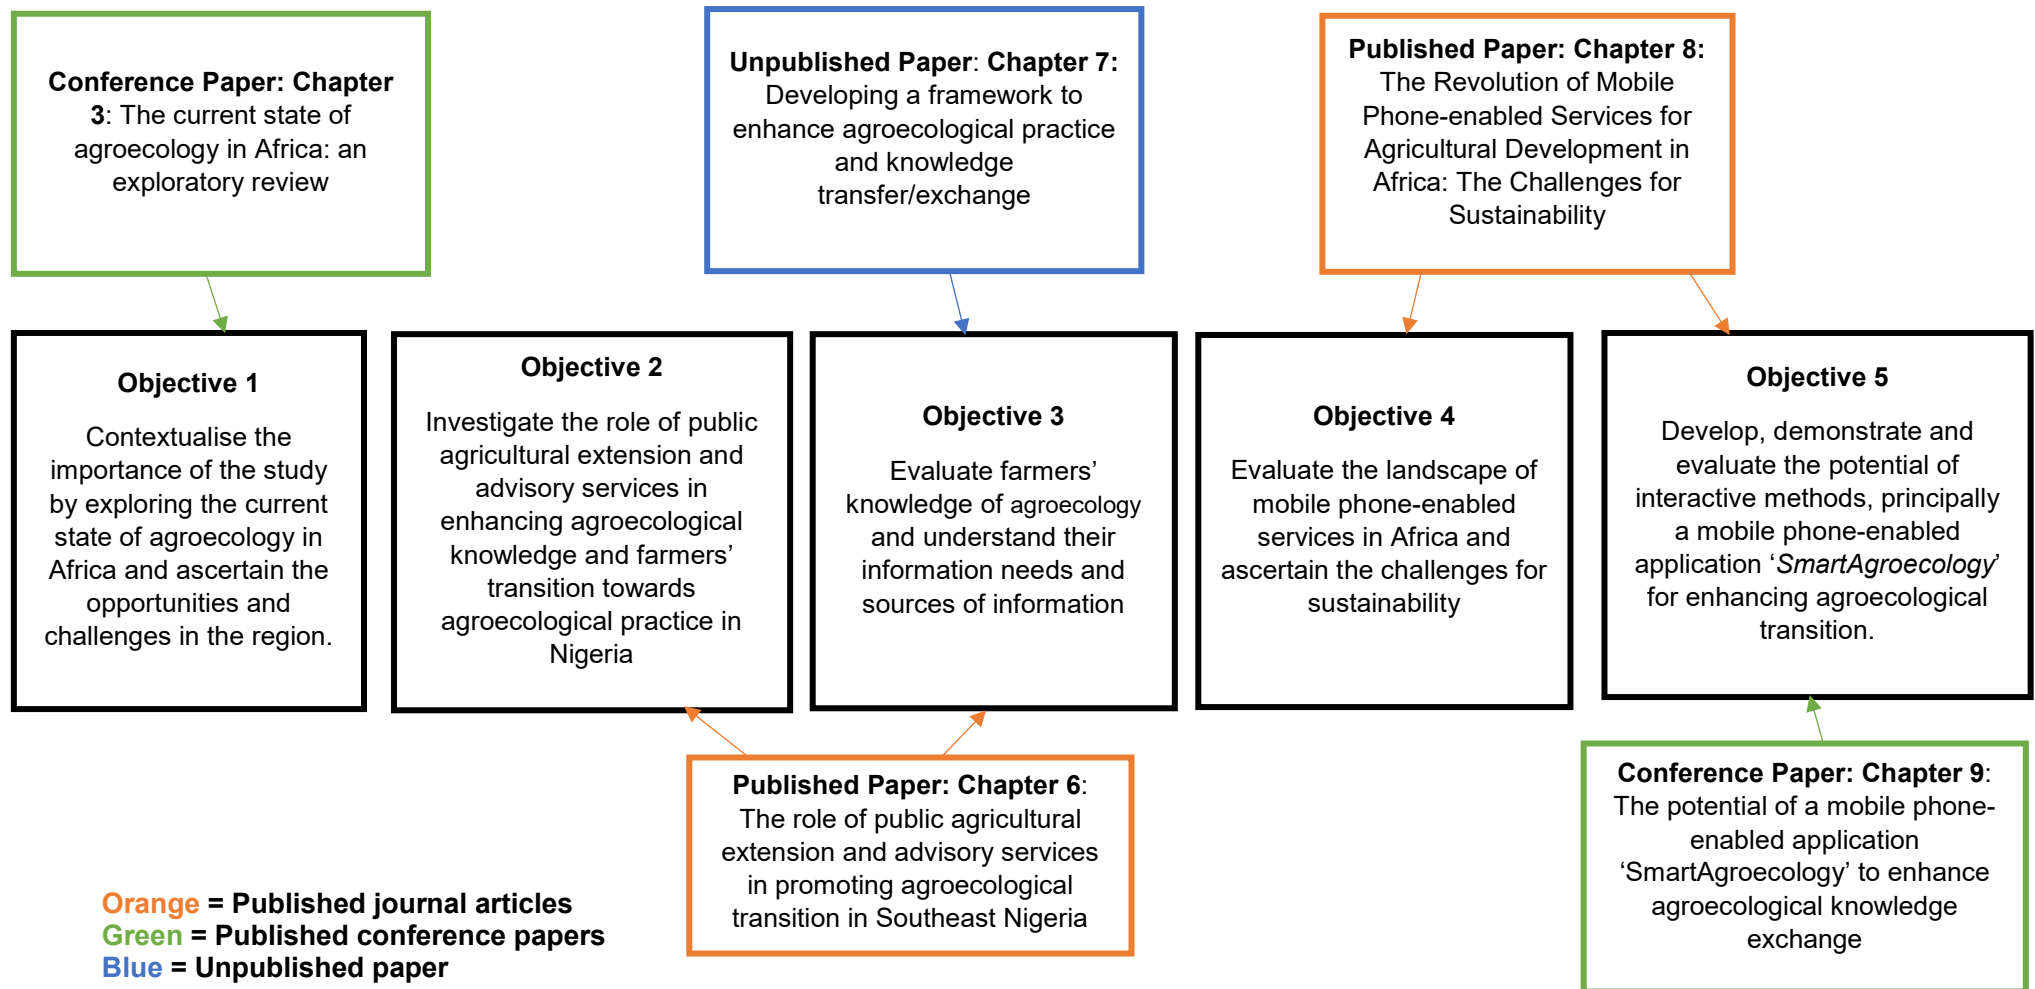 Conference Paper: Chapter
3: The current state of
agroecology in Africa: an
exploratory review
Unpublished Paper: Chapter 7:
Developing a framework to
enhance agroecological practice
and knowledge
transfer/exchange
Published Paper: Chapter 8:
The Revolution of Mobile
Phone-enabled Services for
Agricultural Development in
Africa: The Challenges for
Sustainability
Objective 1
Contextualise the
importance of the study
by exploring the current
state of agroecology in
Africa and ascertain the
opportunities and
challenges in the region.
Objective 2
Investigate the role of public
agricultural extension and
advisory services in
enhancing agroecological
knowledge and farmers’
transition towards
agroecological practice in
Nigeria
Objective 3
Evaluate farmers’
knowledge of agroecology
and understand their
information needs and
sources of information
Objective 4
Evaluate the landscape of
mobile phone-enabled
services in Africa and
ascertain the challenges for
sustainability
Objective 5
Develop, demonstrate and
evaluate the potential of
interactive methods, principally
a mobile phone-enabled
application ‘SmartAgroecology’
for enhancing agroecological
transition.
Published Paper: Chapter 6:
The role of public agricultural
extension and advisory services
in promoting agroecological
transition in Southeast Nigeria
Conference Paper: Chapter 9:
The potential of a mobile phone-
enabled application
‘SmartAgroecology’ to enhance
agroecological knowledge
exchange
Orange = Published journal articles
Green = Published conference papers
Blue = Unpublished paper